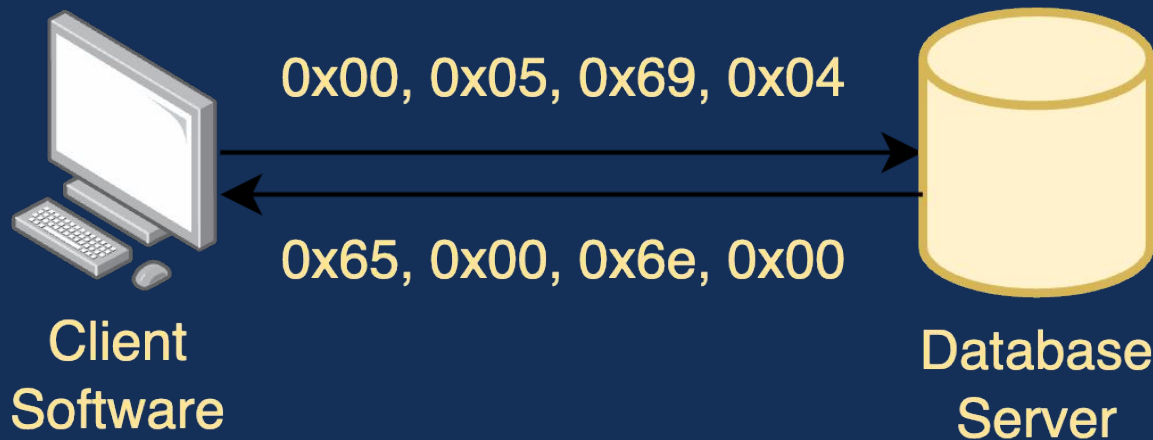 0x00, 0x05, 0x69, 0x04
0x65, 0x00, 0x6e, 0x00
Client
Software
Database
Server